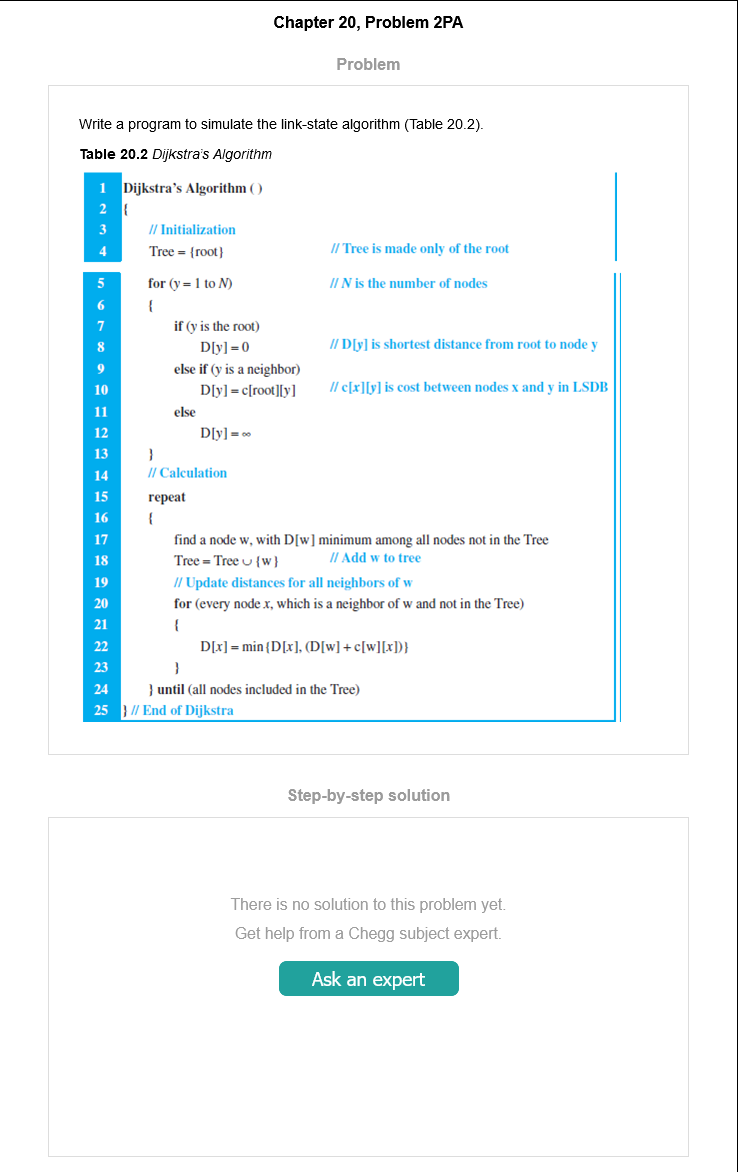 Chapter 20, Problem 2PA
Problem
Write a program to simulate the link-state algorithm (Table 20.2).
Table 20.2 Dijkstra's Algorithm
1 Dijkstra's Algorithm ( )
2 {
3 // Initialization
4 Tree = {root} // Tree is made only of the root
5 for (y = 1 to N) // N is the number of nodes
6 {
7 if (y is the root)
8 D[y] = 0 // D[y] is shortest distance from root to node y
9 else if (y is a neighbor)
10 D[y] = c[root][y] // c[x][y] is cost between nodes x and y in LSDB
11 else
12 D[y] = ∞
13 }
14 // Calculation
15 repeat
16 {
17 find a node w, with D[w] minimum among all nodes not in the Tree
18 Tree = Tree ∪ {w} // Add w to tree
19 // Update distances for all neighbors of w
20 for (every node x, which is a neighbor of w and not in the Tree)
21 {
22 D[x] = min{D[x], (D[w] + c[w][x])}
23 }
24 } until (all nodes included in the Tree)
25 } // End of Dijkstra
Step-by-step solution
There is no solution to this problem yet.
Get help from a Chegg subject expert.
Ask an expert